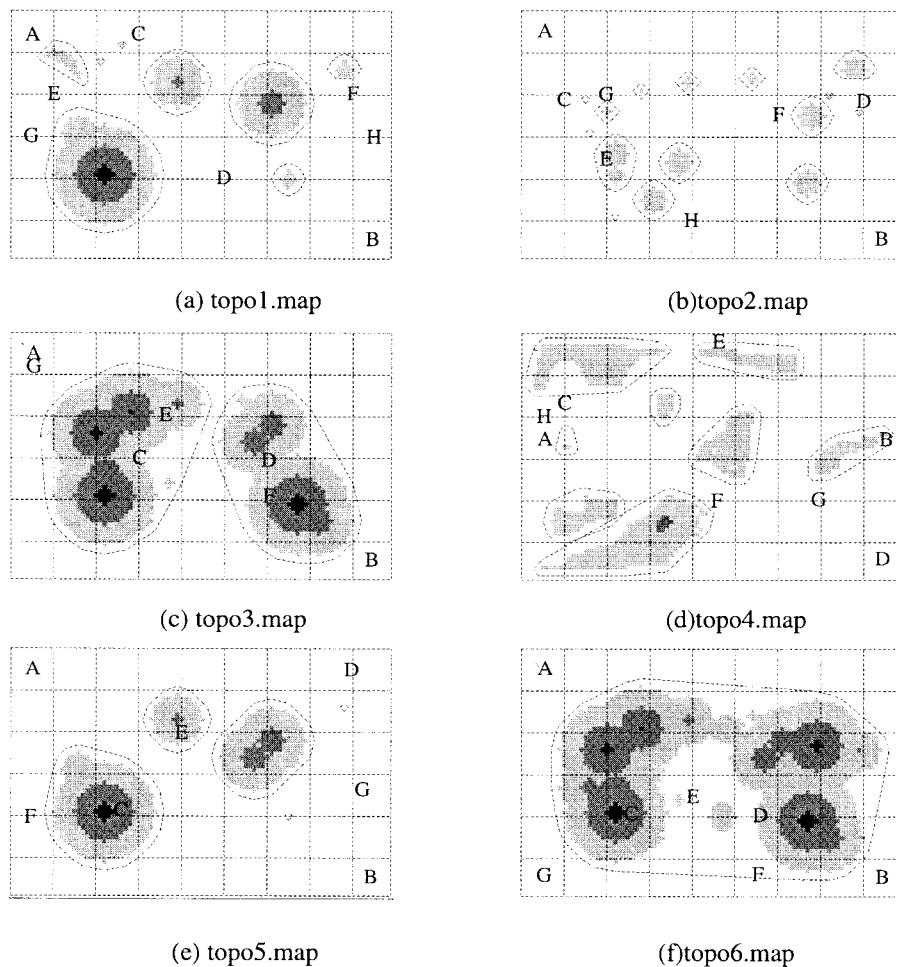 A C
E F
G H
D
B
(a) topo1.map
A
C G F D
E
H
B
(b)topo2.map
A
G
E
C D
F
B
(c) topo3.map
E
C
H
A B
F G
D
(d)topo4.map
A D
E
G
F C
B
(e) topo5.map
A
E
C D
G F B
(f)topo6.map